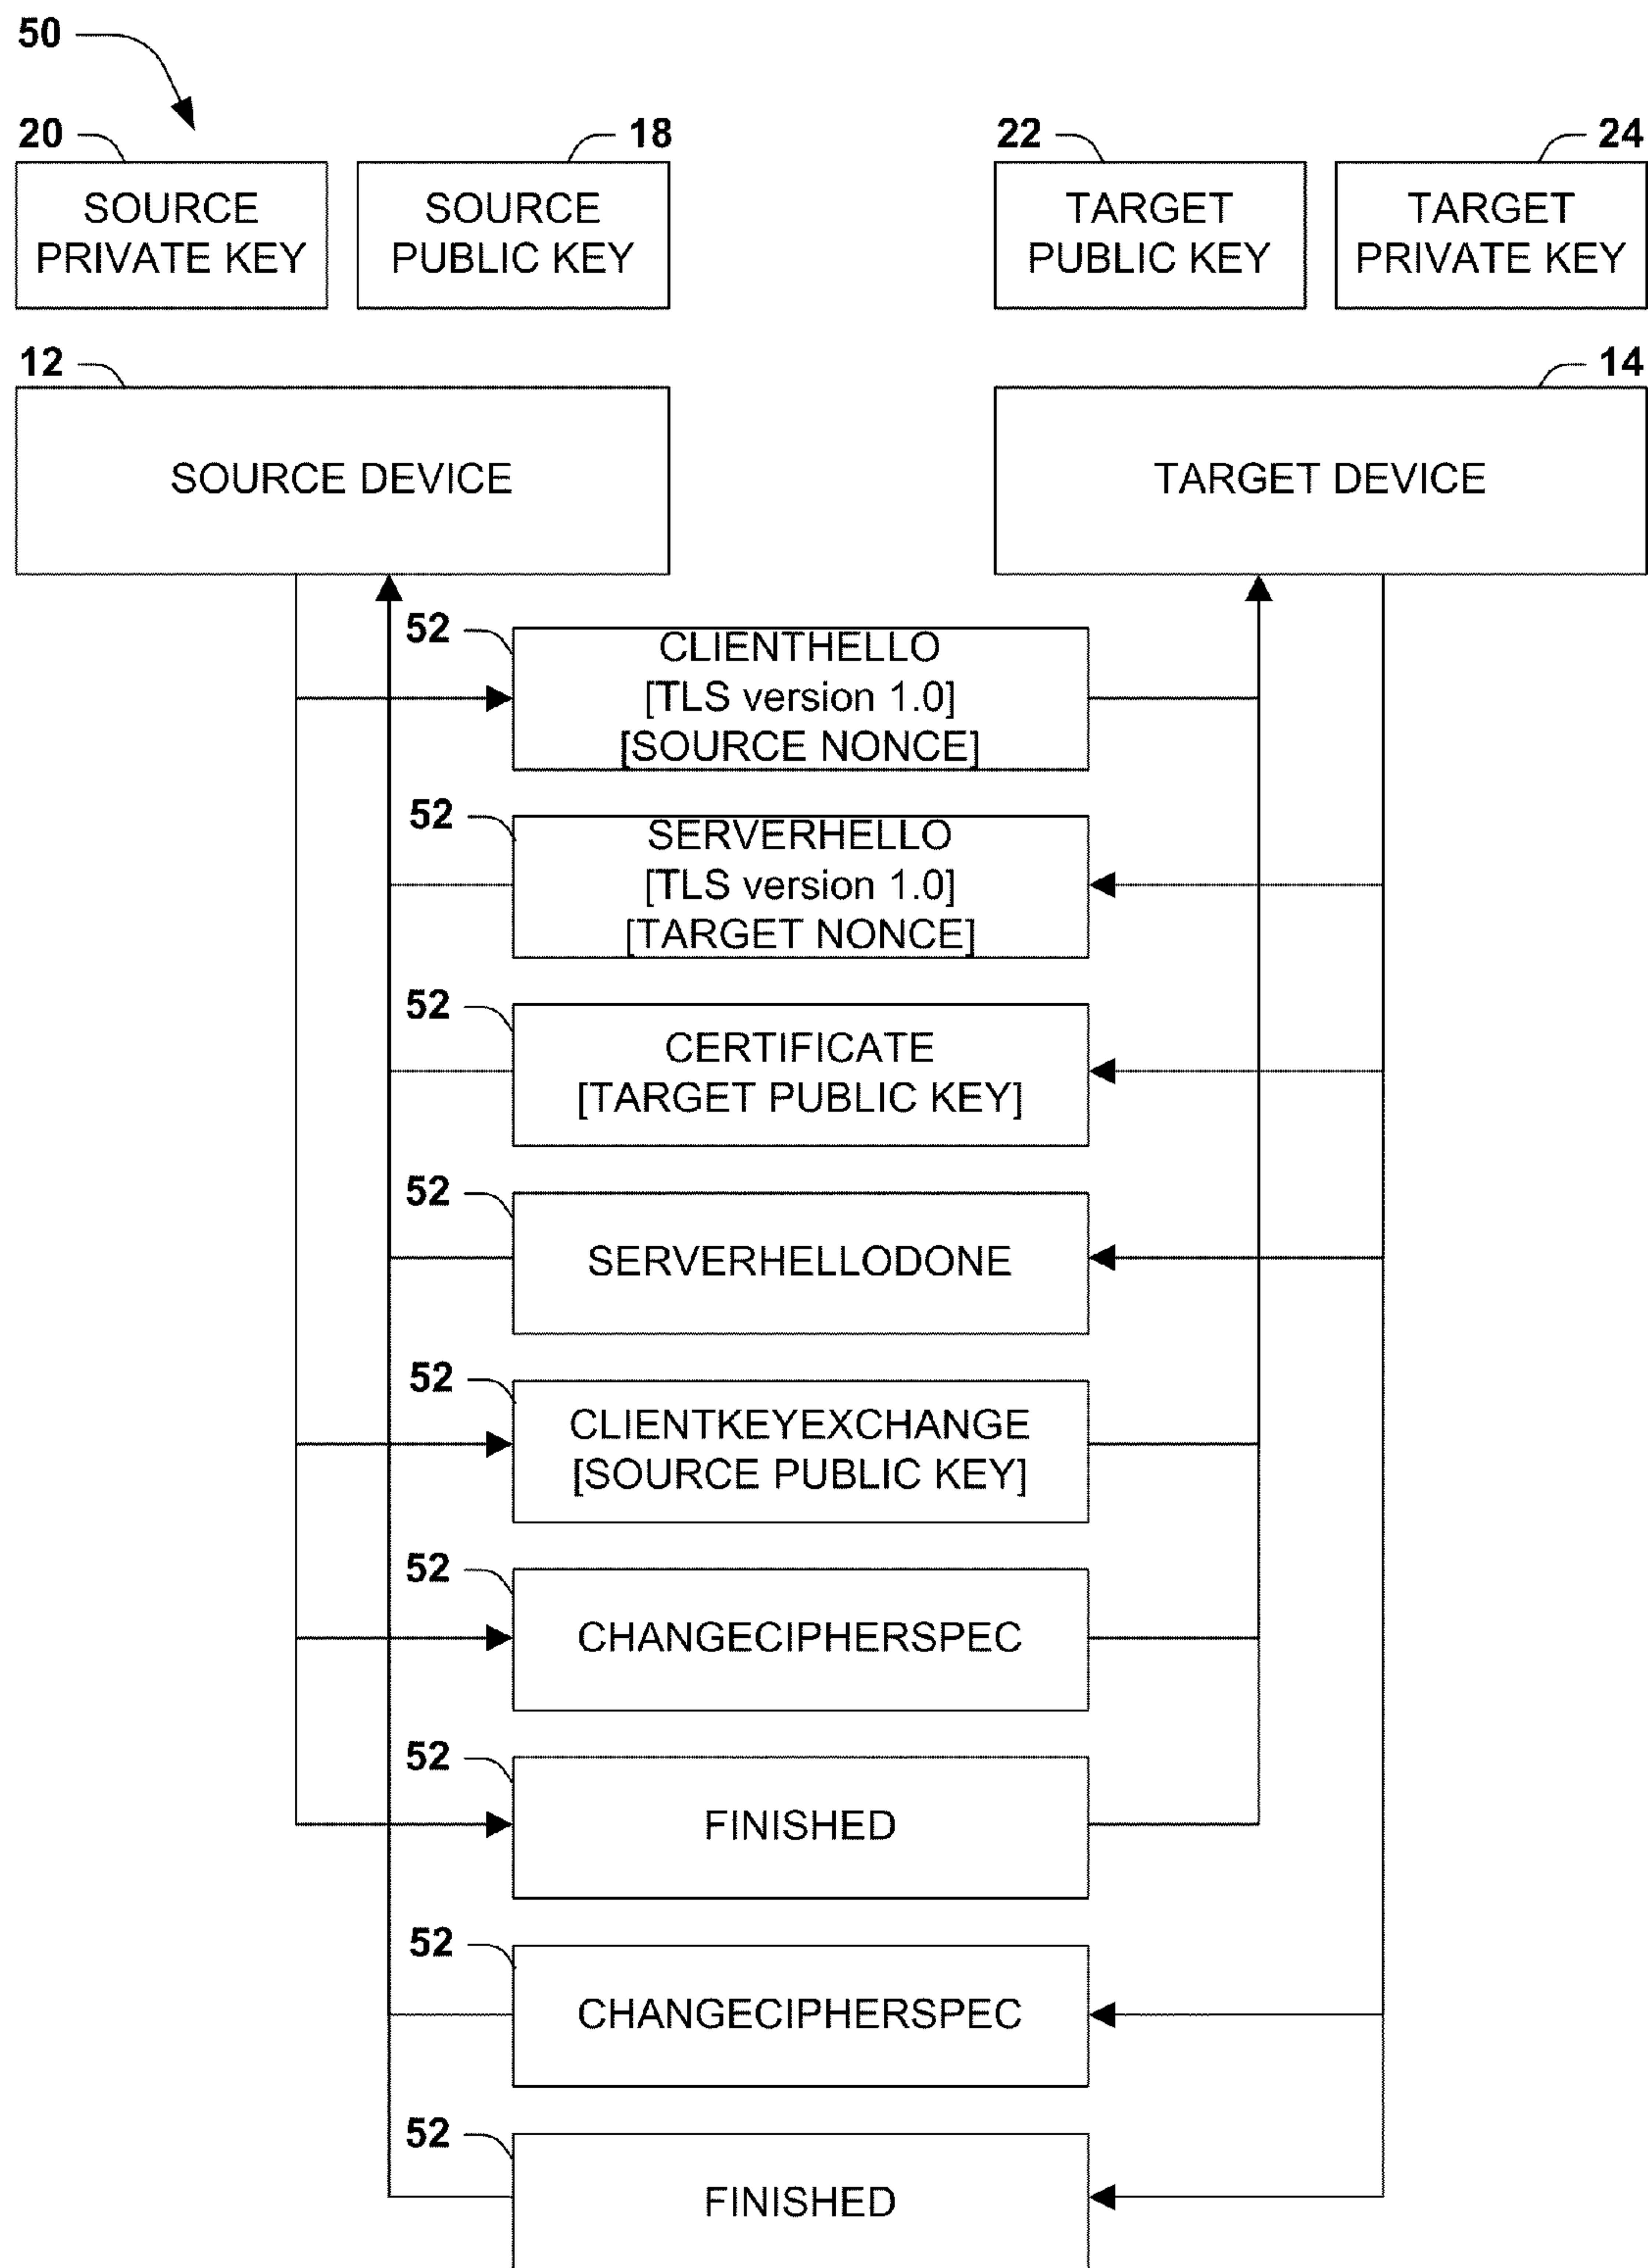 50
20
18
22
24
SOURCE
PRIVATE KEY
SOURCE
PUBLIC KEY
TARGET
PUBLIC KEY
TARGET
PRIVATE KEY
12
14
SOURCE DEVICE
TARGET DEVICE
52
CLIENTHELLO
[TLS version 1.0]
[SOURCE NONCE]
52
SERVERHELLO
[TLS version 1.0]
[TARGET NONCE]
52
CERTIFICATE
[TARGET PUBLIC KEY]
52
SERVERHELLODONE
52
CLIENTKEYEXCHANGE
[SOURCE PUBLIC KEY]
52
CHANGECIPHERSPEC
52
FINISHED
52
CHANGECIPHERSPEC
52
FINISHED